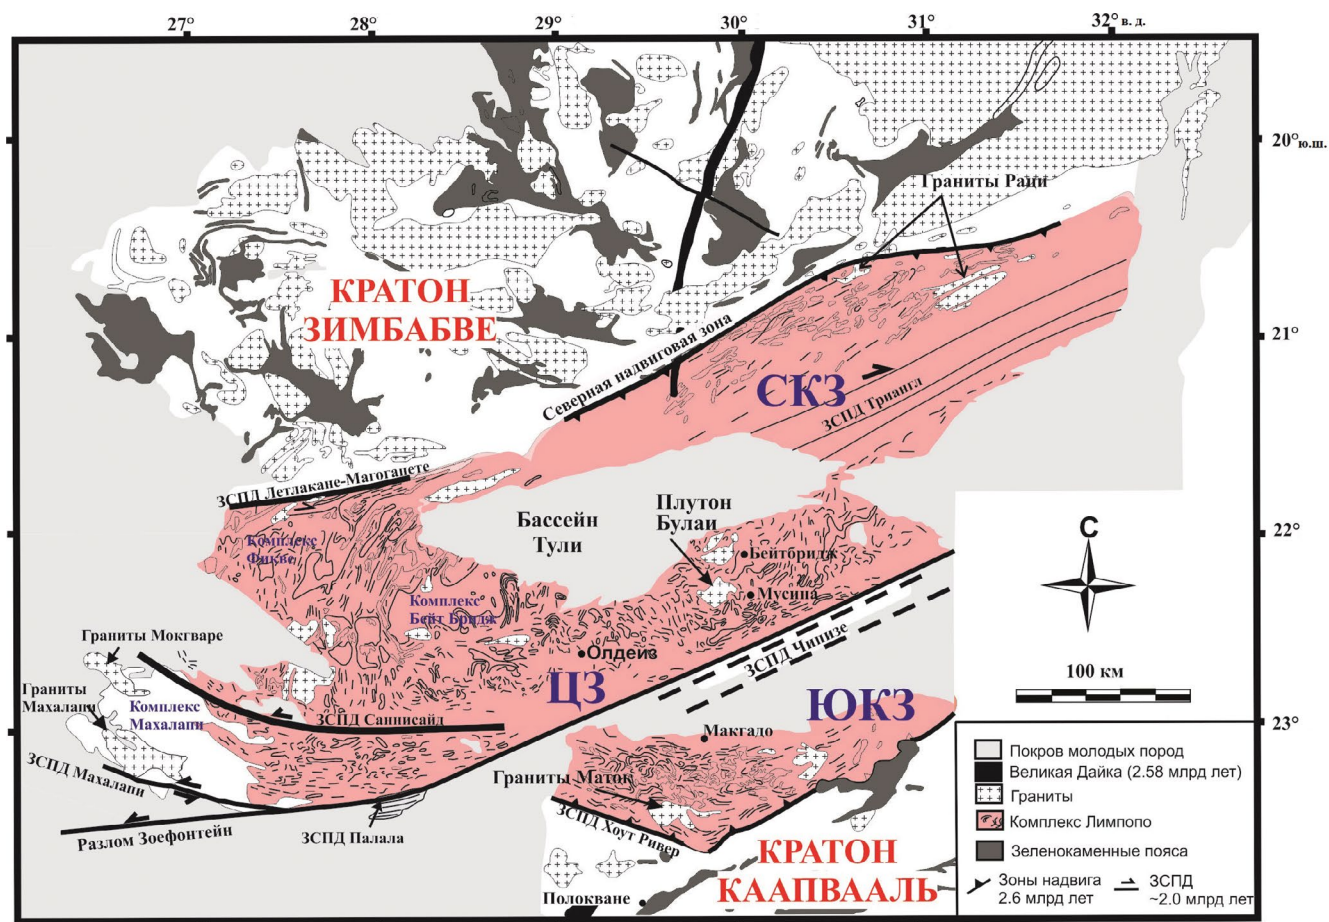 27°
28°
29°
30°
31°
32° в. д.
20° ю.ш.
Граниты Раци
КРАТОН
ЗИМБАБВЕ
21°
Северная надвиговая зона
СКЗ
ЗСПД Триангл
ЗСПД Летлакане-Магогапете
Плутон
Булаи
Бассейн
Тули
22°
С
Комплекс
Фикве
Бейтбридж
Комплекс
Бейт Бридж
Мусина
Граниты Мокгваре
Олдейз
ЗСПД Чинизе
100 км
Граниты
Махалапи
ЦЗ
ЮКЗ
Комплекс
Махалапи
ЗСПД Саннисайд
23°
Макгадо
ЗСПД Махалапи
Граниты Маток
Разлом Зоефонтейн
ЗСПД Палала
ЗСПД Хоут Ривер
КРАТОН
КААПВААЛЬ
Полокване
Покров молодых пород
Великая Дайка (2.58 млрд лет)
Граниты
Комплекс Лимпопо
Зеленокаменные пояса
Зоны надвига
2.6 млрд лет
ЗСПД
~2.0 млрд лет